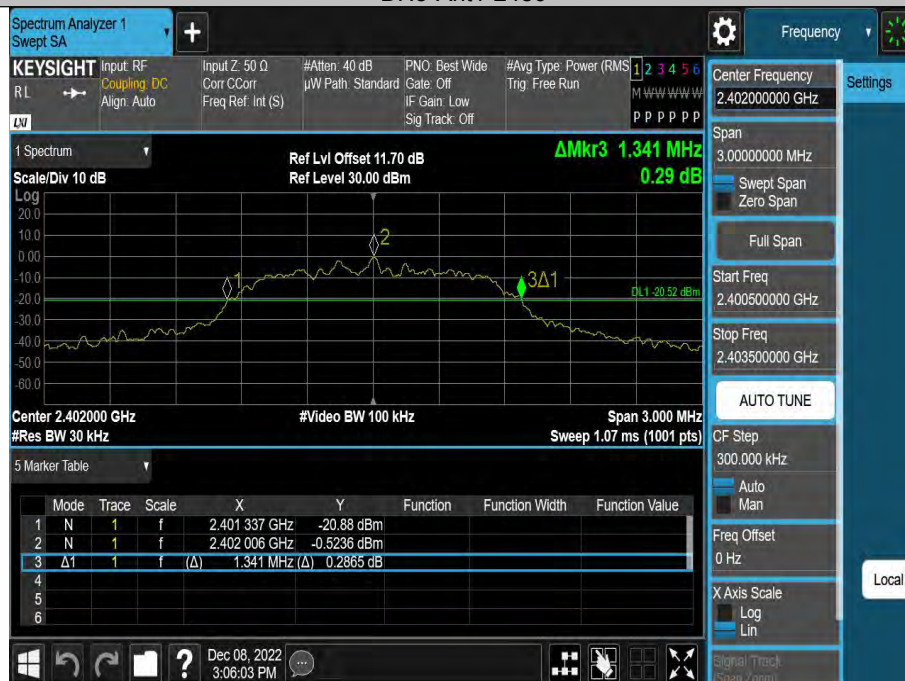 Spectrum Analyzer 1
Swept SA
+
Frequency
KEYSIGHT
RL
LXI
Input: RF
Coupling: DC
Align: Auto
Input Z: 50 Ω
Corr CCorr
Freq Ref: Int (S)
#Atten: 40 dB
µW Path: Standard
PNO: Best Wide
Gate: Off
IF Gain: Low
Sig Track: Off
#Avg Type: Power (RMS
Trig: Free Run
1 2 3 4 5 6
M W W W W W
P P P P P P
Center Frequency
2.402000000 GHz
Settings
Span
3.00000000 MHz
Swept Span
Zero Span
Full Span
Start Freq
2.400500000 GHz
Stop Freq
2.403500000 GHz
AUTO TUNE
CF Step
300.000 kHz
Auto
Man
Freq Offset
0 Hz
Local
X Axis Scale
Log
Lin
Signal Track
(Span Zoom)
1 Spectrum
Scale/Div 10 dB
Ref Lvl Offset 11.70 dB
Ref Level 30.00 dBm
ΔMkr3 1.341 MHz
0.29 dB
Log
20.0
10.0
0.00
-10.0
-20.0
-30.0
-40.0
-50.0
-60.0
1
2
3Δ1
DL1 -20.52 dBm
Center 2.402000 GHz
#Video BW 100 kHz
Span 3.000 MHz
#Res BW 30 kHz
Sweep 1.07 ms (1001 pts)
5 Marker Table
Mode Trace Scale X Y Function Function Width Function Value
1 N 1 f 2.401 337 GHz -20.88 dBm
2 N 1 f 2.402 006 GHz -0.5236 dBm
3 Δ1 1 f (Δ) 1.341 MHz (Δ) 0.2865 dB
4
5
6
?
Dec 08, 2022
3:06:03 PM